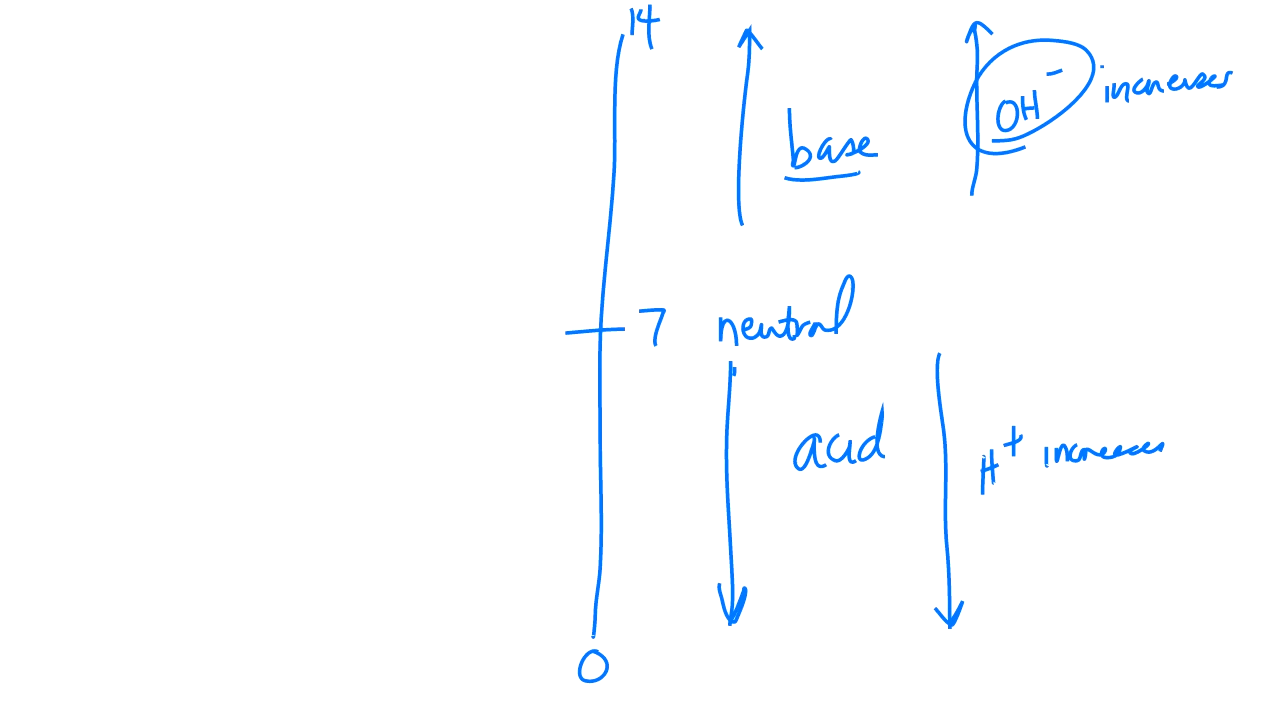 14
base
OH⁻ increases
7 neutral
acid
H⁺ increases
0